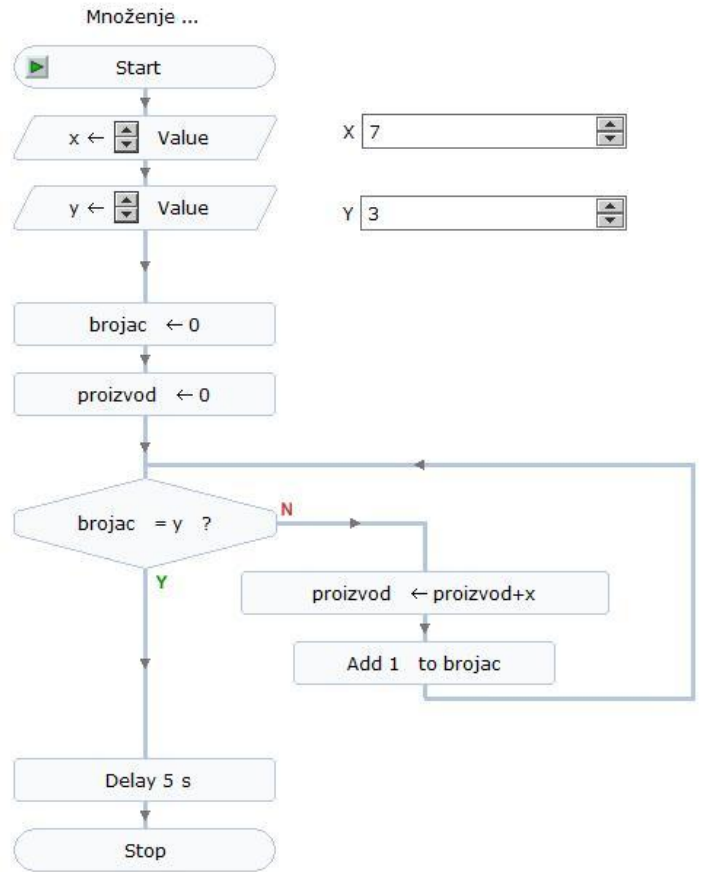 Množenje ...
Start
x ← Value
X 7
y ← Value
Y 3
brojac ← 0
proizvod ← 0
brojac = y ?
N
Y
proizvod ← proizvod+x
Add 1 to brojac
Delay 5 s
Stop